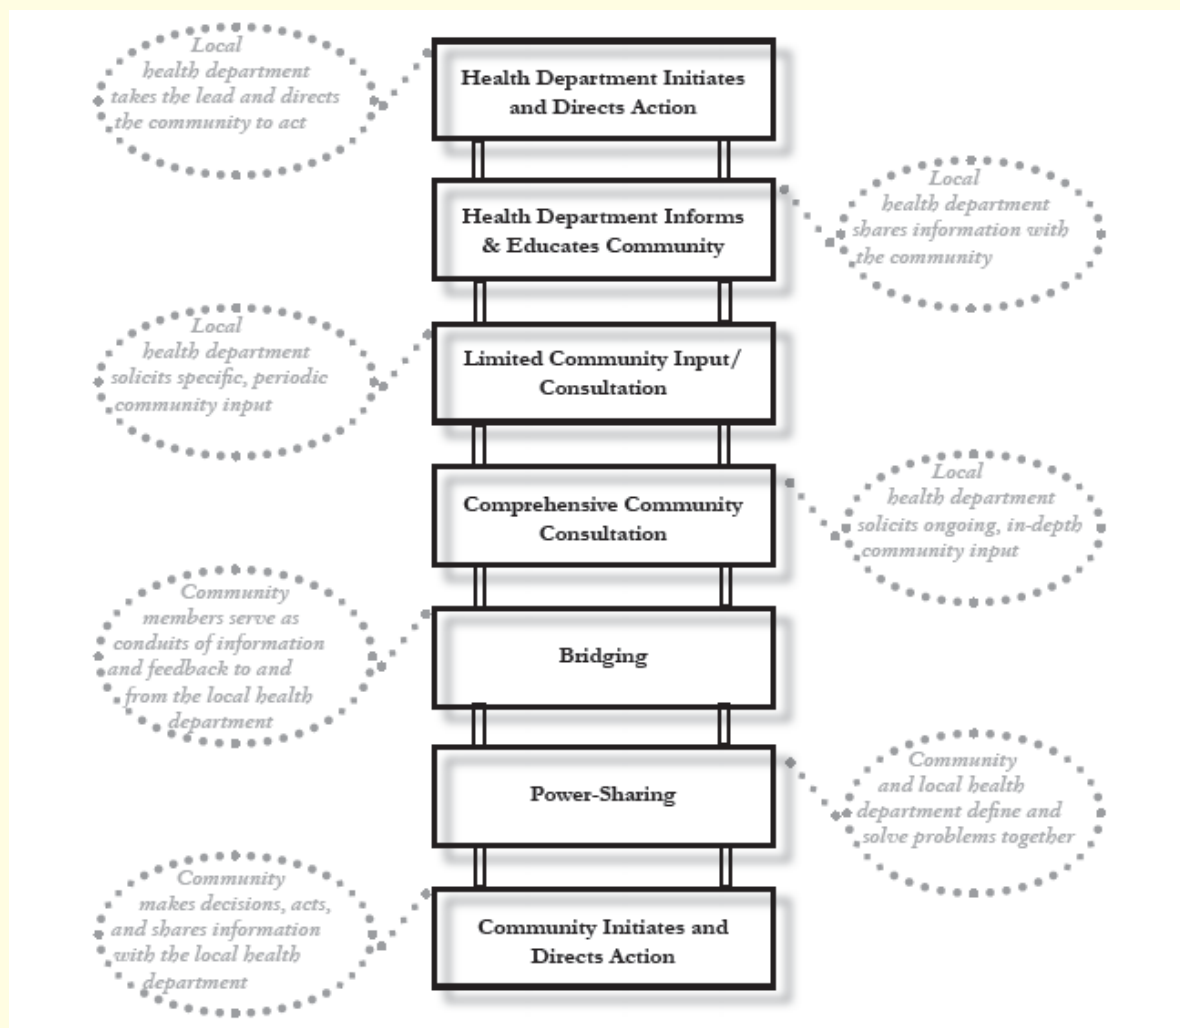 Local
health department
takes the lead and directs
the community to act
Health Department Initiates
and Directs Action
Health Department Informs
& Educates Community
Local
health department
shares information with
the community
Local
health department
solicits specific, periodic
community input
Limited Community Input/
Consultation
Comprehensive Community
Consultation
Local
health department
solicits ongoing, in-depth
community input
Community
members serve as
conduits of information
and feedback to and
from the local health
department
Bridging
Power-Sharing
Community
and local health
department define and
solve problems together
Community
makes decisions, acts,
and shares information
with the local health
department
Community Initiates and
Directs Action